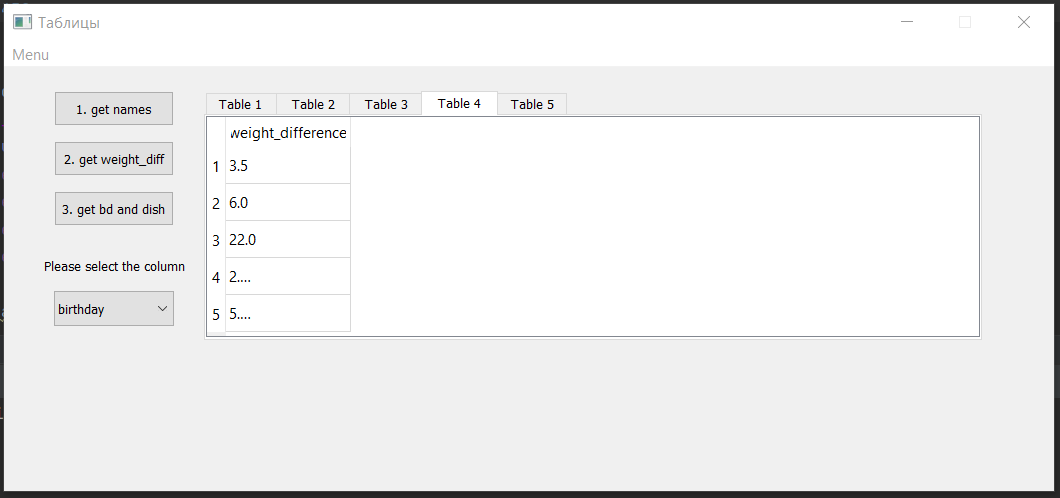 Таблицы
Menu
1. get names
2. get weight_diff
3. get bd and dish
Please select the column
birthday
Table 1 Table 2 Table 3 Table 4 Table 5
weight_difference
1 3.5
2 6.0
3 22.0
4 2....
5 5....